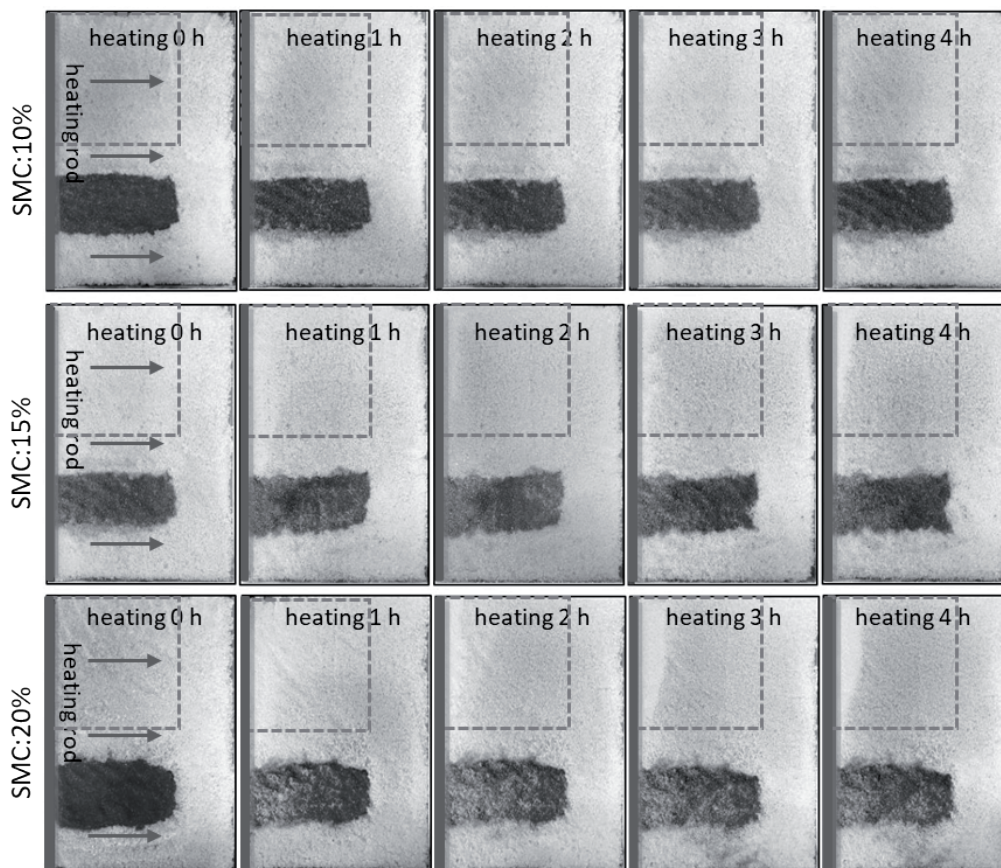 SMC:10%
heating 0 h
heating 1 h
heating 2 h
heating 3 h
heating 4 h
heating rod
SMC:15%
heating 0 h
heating 1 h
heating 2 h
heating 3 h
heating 4 h
heating rod
SMC:20%
heating 0 h
heating 1 h
heating 2 h
heating 3 h
heating 4 h
heating rod